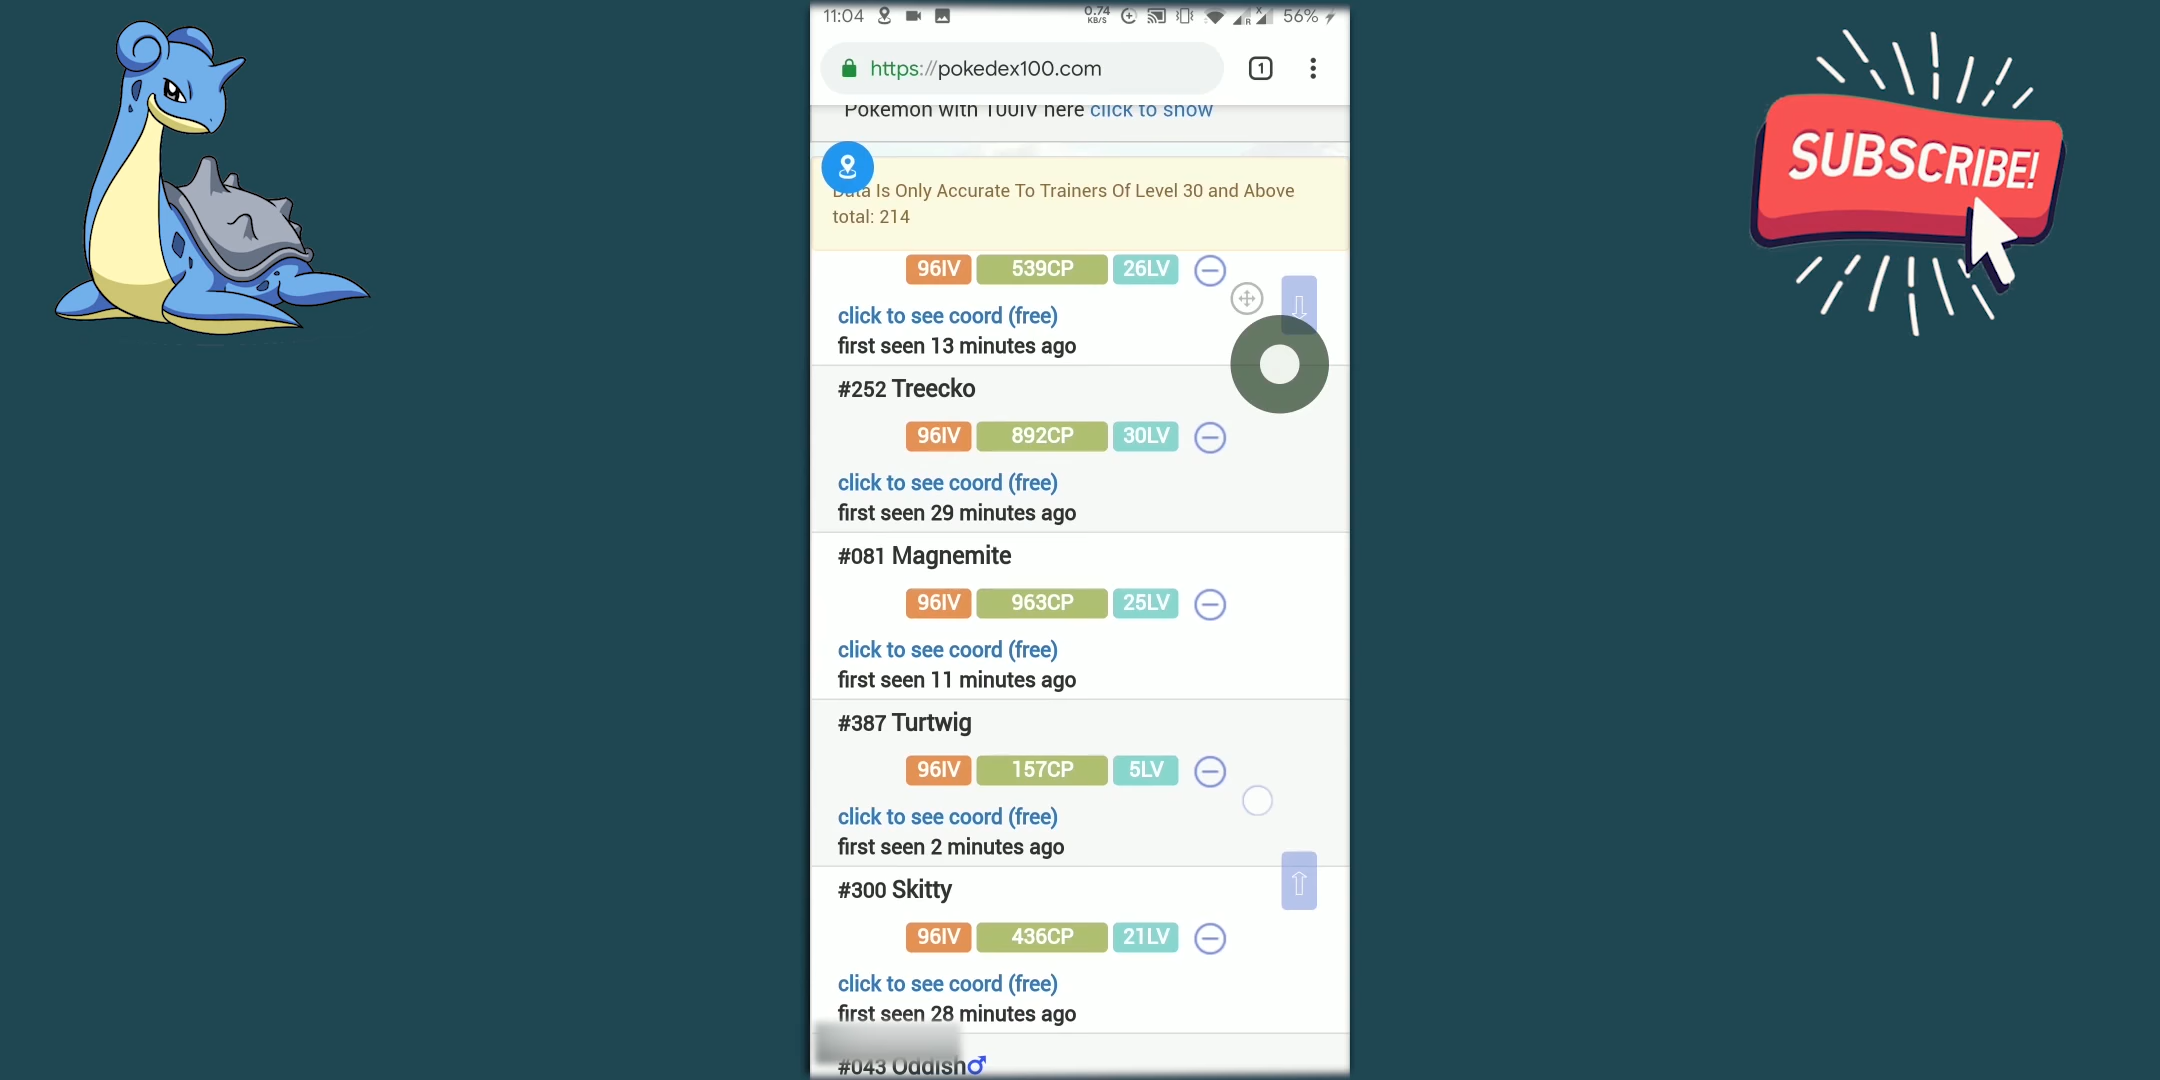 11:04
0.74
KB/S
R
X
56%
https://pokedex100.com
1
Pokemon with 100IV here click to show
Data Is Only Accurate To Trainers Of Level 30 and Above
total: 214
96IV 539CP 26LV
click to see coord (free)
first seen 13 minutes ago
#252 Treecko
96IV 892CP 30LV
click to see coord (free)
first seen 29 minutes ago
#081 Magnemite
96IV 963CP 25LV
click to see coord (free)
first seen 11 minutes ago
#387 Turtwig
96IV 157CP 5LV
click to see coord (free)
first seen 2 minutes ago
#300 Skitty
96IV 436CP 21LV
click to see coord (free)
first seen 28 minutes ago
#043 Oddish♂
SUBSCRIBE!